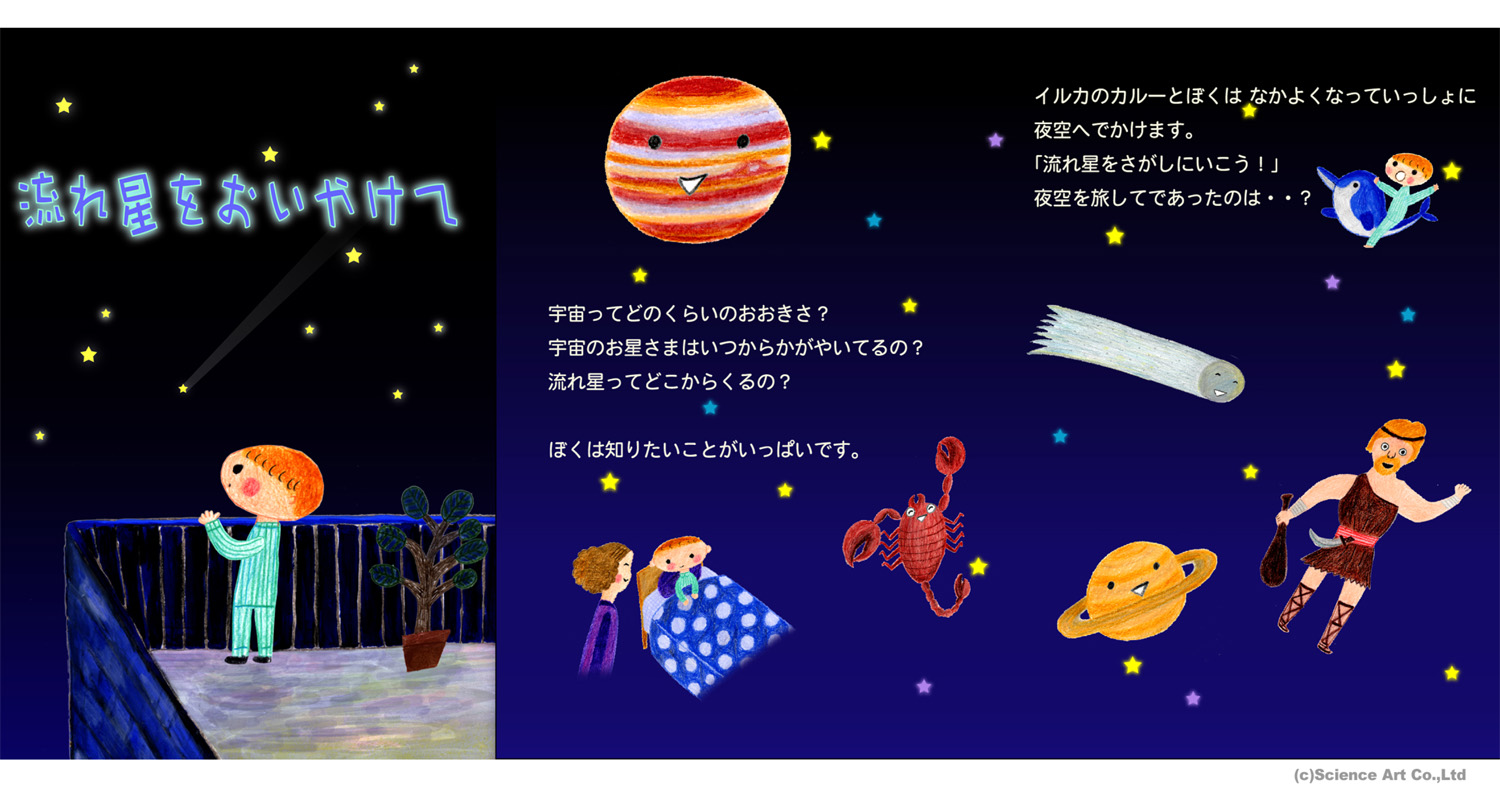 流れ星をおいかけて
宇宙ってどのくらいのおおきさ？
宇宙のお星さまはいつからかがやいてるの？
流れ星ってどこからくるの？
ぼくは知りたいことがいっぱいです。
イルカのカルーとぼくは なかよくなっていっしょに
夜空へでかけます。
「流れ星をさがしにいこう！」
夜空を旅してであったのは・・？
(c)Science Art Co.,Ltd